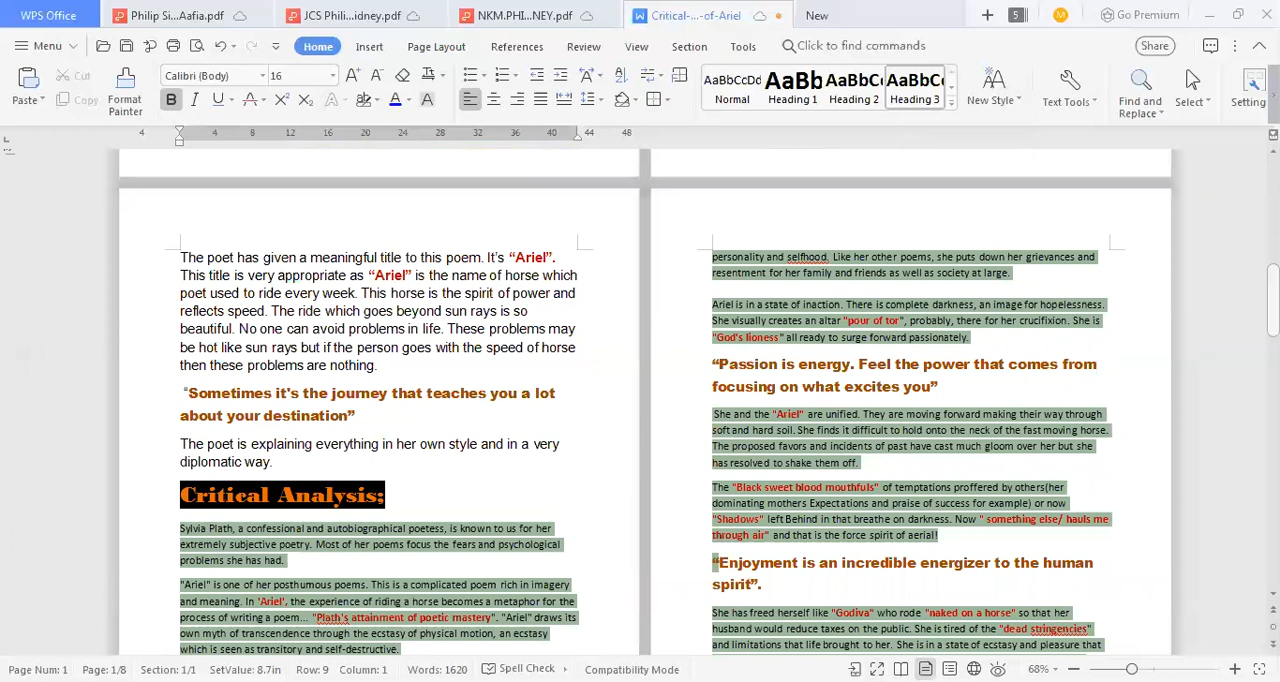 WPS Office
Philip Si...Aafia.pdf
JCS Phili...idney.pdf
NKM.PHI...NEY.pdf
Critical-...-of-Ariel
New
5
M
Go Premium
Menu
Home
Insert
Page Layout
References
Review
View
Section
Tools
Click to find commands
Share
Paste
Cut
Copy
Format Painter
Calibri (Body)
16
AaBbCcDd
Normal
AaBb
Heading 1
AaBbC
Heading 2
AaBbC
Heading 3
New Style
Text Tools
Find and Replace
Select
Setting
4 4 8 12 16 20 24 28 32 36 40 44 48
The poet has given a meaningful title to this poem. It's “Ariel”.
This title is very appropriate as “Ariel” is the name of horse which
poet used to ride every week. This horse is the spirit of power and
reflects speed. The ride which goes beyond sun rays is so
beautiful. No one can avoid problems in life. These problems may
be hot like sun rays but if the person goes with the speed of horse
then these problems are nothing.
“Sometimes it's the journey that teaches you a lot
about your destination”
The poet is explaining everything in her own style and in a very
diplomatic way.
Critical Analysis;
Sylvia Plath, a confessional and autobiographical poetess, is known to us for her
extremely subjective poetry. Most of her poems focus the fears and psychological
problems she has had.
"Ariel" is one of her posthumous poems. This is a complicated poem rich in imagery
and meaning. In 'Ariel', the experience of riding a horse becomes a metaphor for the
process of writing a poem... "Plath's attainment of poetic mastery". "Ariel" draws its
own myth of transcendence through the ecstasy of physical motion, an ecstasy
which is seen as transitory and self-destructive.
personality and selfhood. Like her other poems, she puts down her grievances and
resentment for her family and friends as well as society at large.
Ariel is in a state of inaction. There is complete darkness, an image for hopelessness.
She visually creates an altar "pour of tor", probably, there for her crucifixion. She is
"God's lioness" all ready to surge forward passionately.
“Passion is energy. Feel the power that comes from
focusing on what excites you”
She and the "Ariel" are unified. They are moving forward making their way through
soft and hard soil. She finds it difficult to hold onto the neck of the fast moving horse.
The proposed favors and incidents of past have cast much gloom over her but she
has resolved to shake them off.
The "Black sweet blood mouthfuls" of temptations proffered by others(her
dominating mothers Expectations and praise of success for example) or now
"Shadows" left Behind in that breathe on darkness. Now " something else/ hauls me
through air" and that is the force spirit of aerial!
“Enjoyment is an incredible energizer to the human
spirit”.
She has freed herself like "Godiva" who rode "naked on a horse" so that her
husband would reduce taxes on the public. She is tired of the "dead stringencies"
and limitations that life brought to her. She is in a state of ecstasy and pleasure that
Page Num: 1
Page: 1/8
Section: 1/1
SetValue: 8.7in
Row: 9
Column: 1
Words: 1620
Spell Check
Compatibility Mode
68%